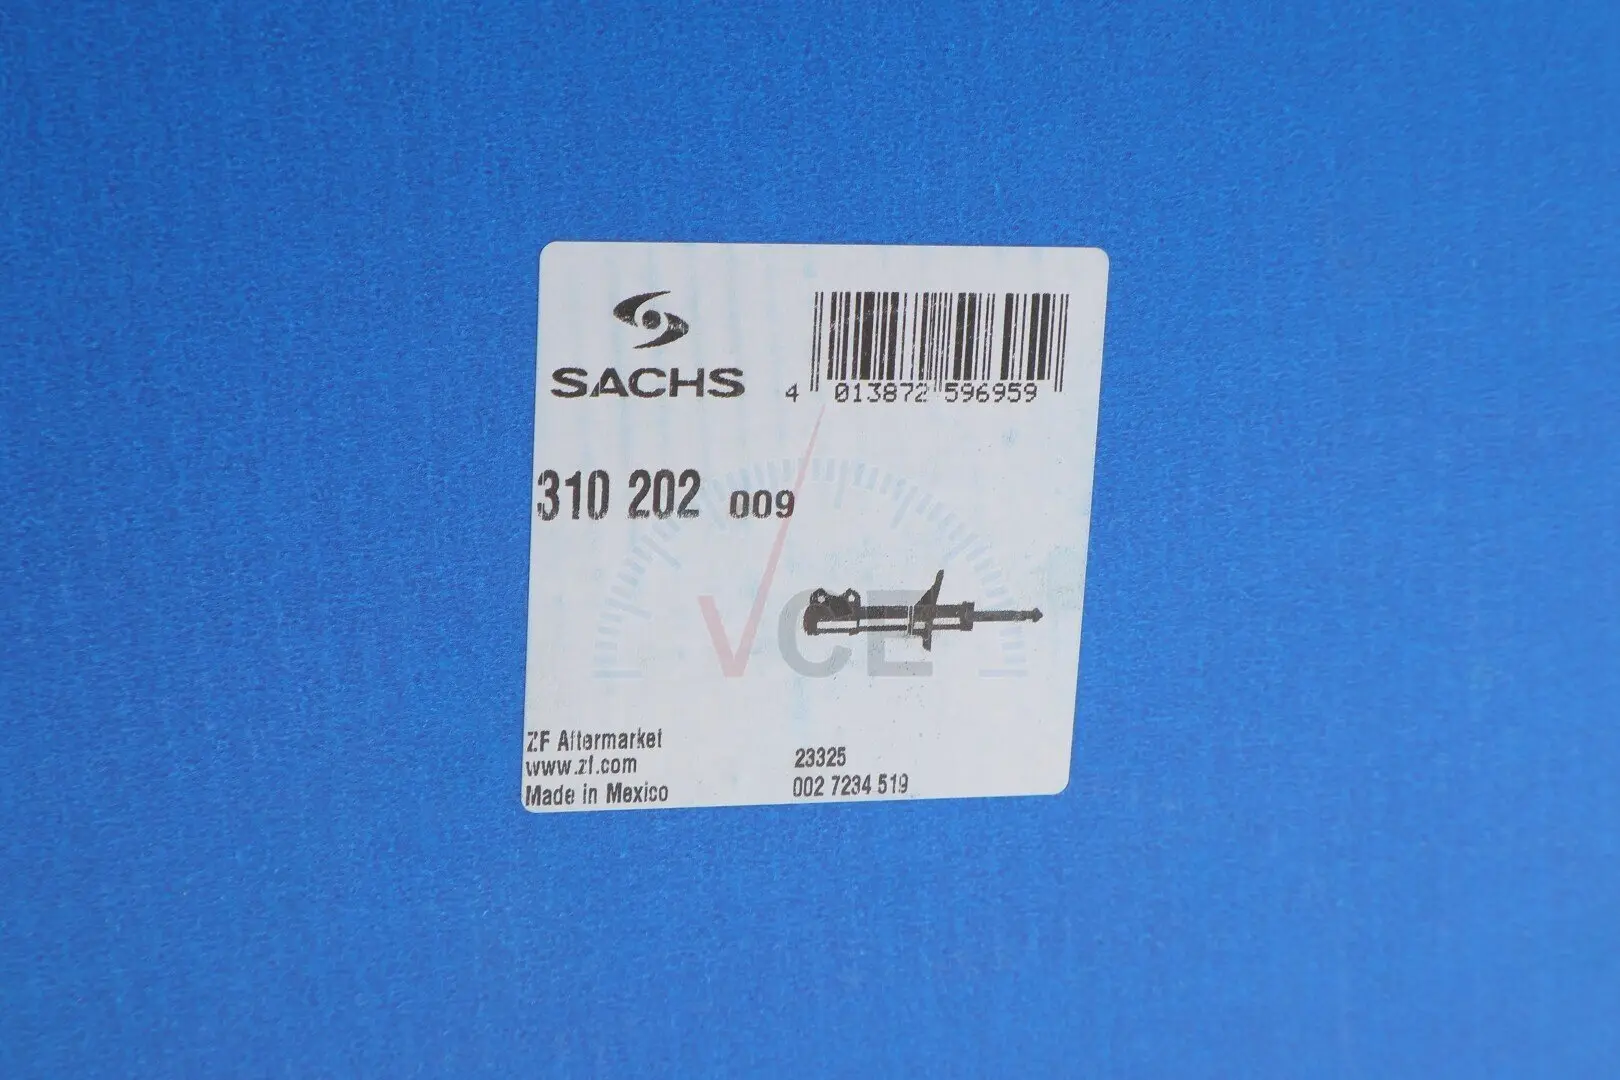 SACHS
4 013872 596959
310 202 009
VCE
ZF Aftermarket
www.zf.com
Made in Mexico
23325
002 7234 519